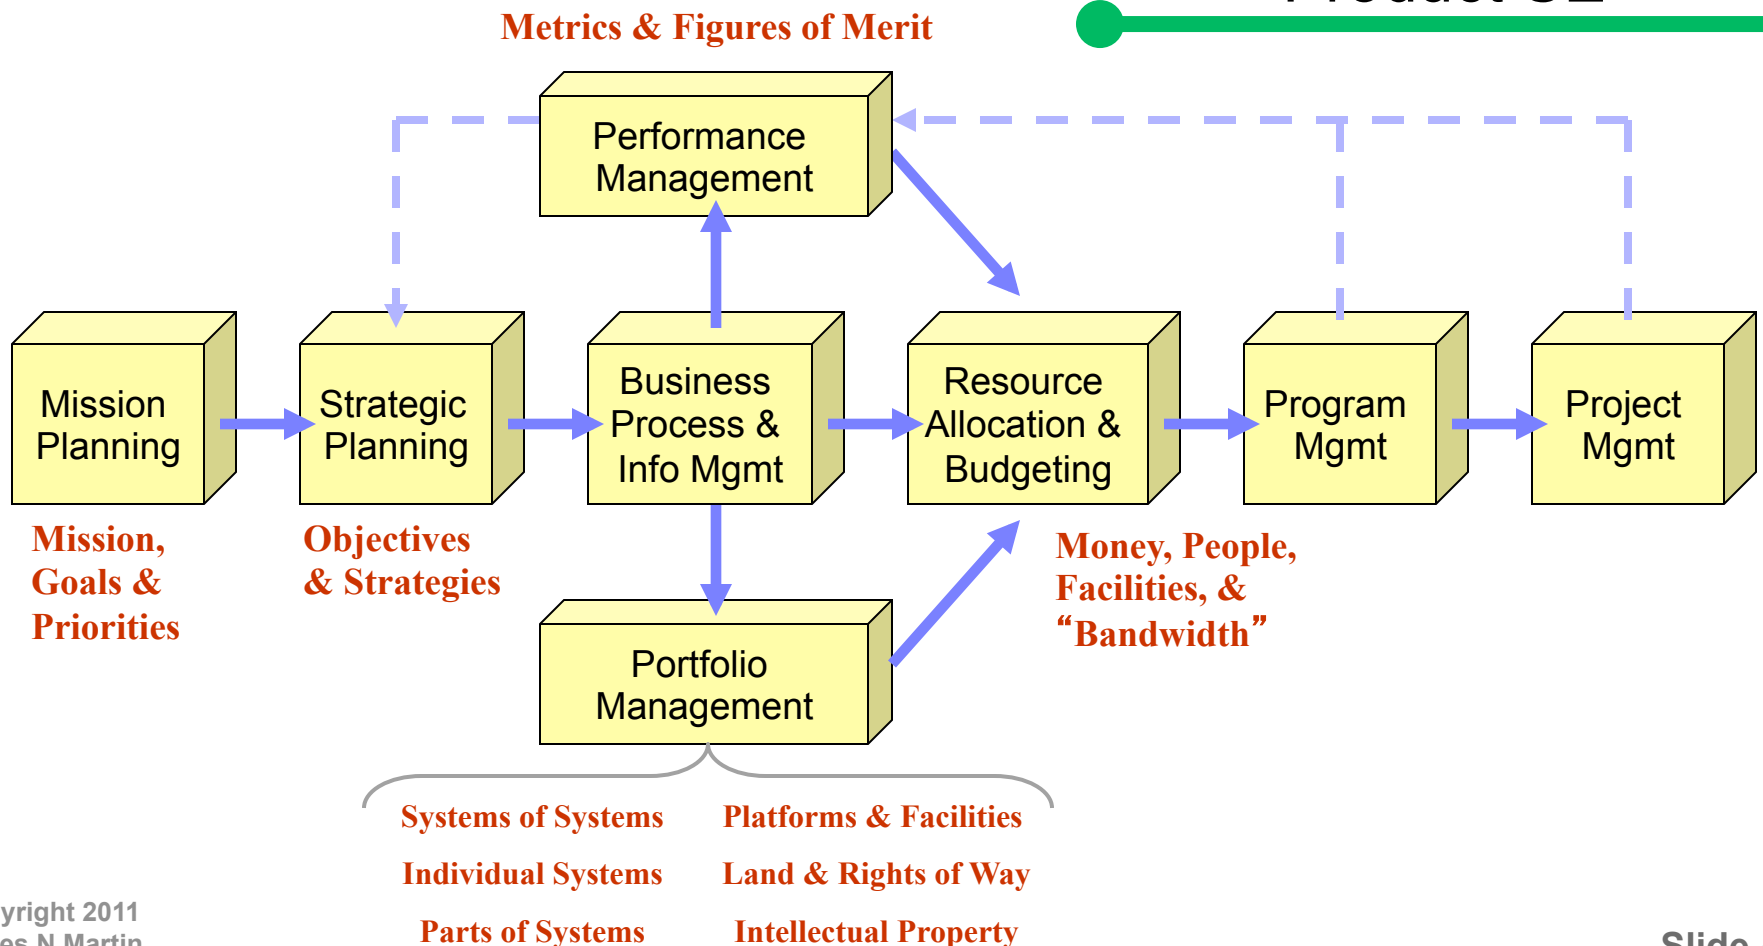 Metrics & Figures of Merit
Performance
Management
Mission
Planning
Strategic
Planning
Business
Process &
Info Mgmt
Resource
Allocation &
Budgeting
Program
Mgmt
Project
Mgmt
Mission,
Goals &
Priorities
Objectives
& Strategies
Money, People,
Facilities, &
“Bandwidth”
Portfolio
Management
Systems of Systems
Platforms & Facilities
Individual Systems
Land & Rights of Way
Parts of Systems
Intellectual Property
2011
Martin
Slide